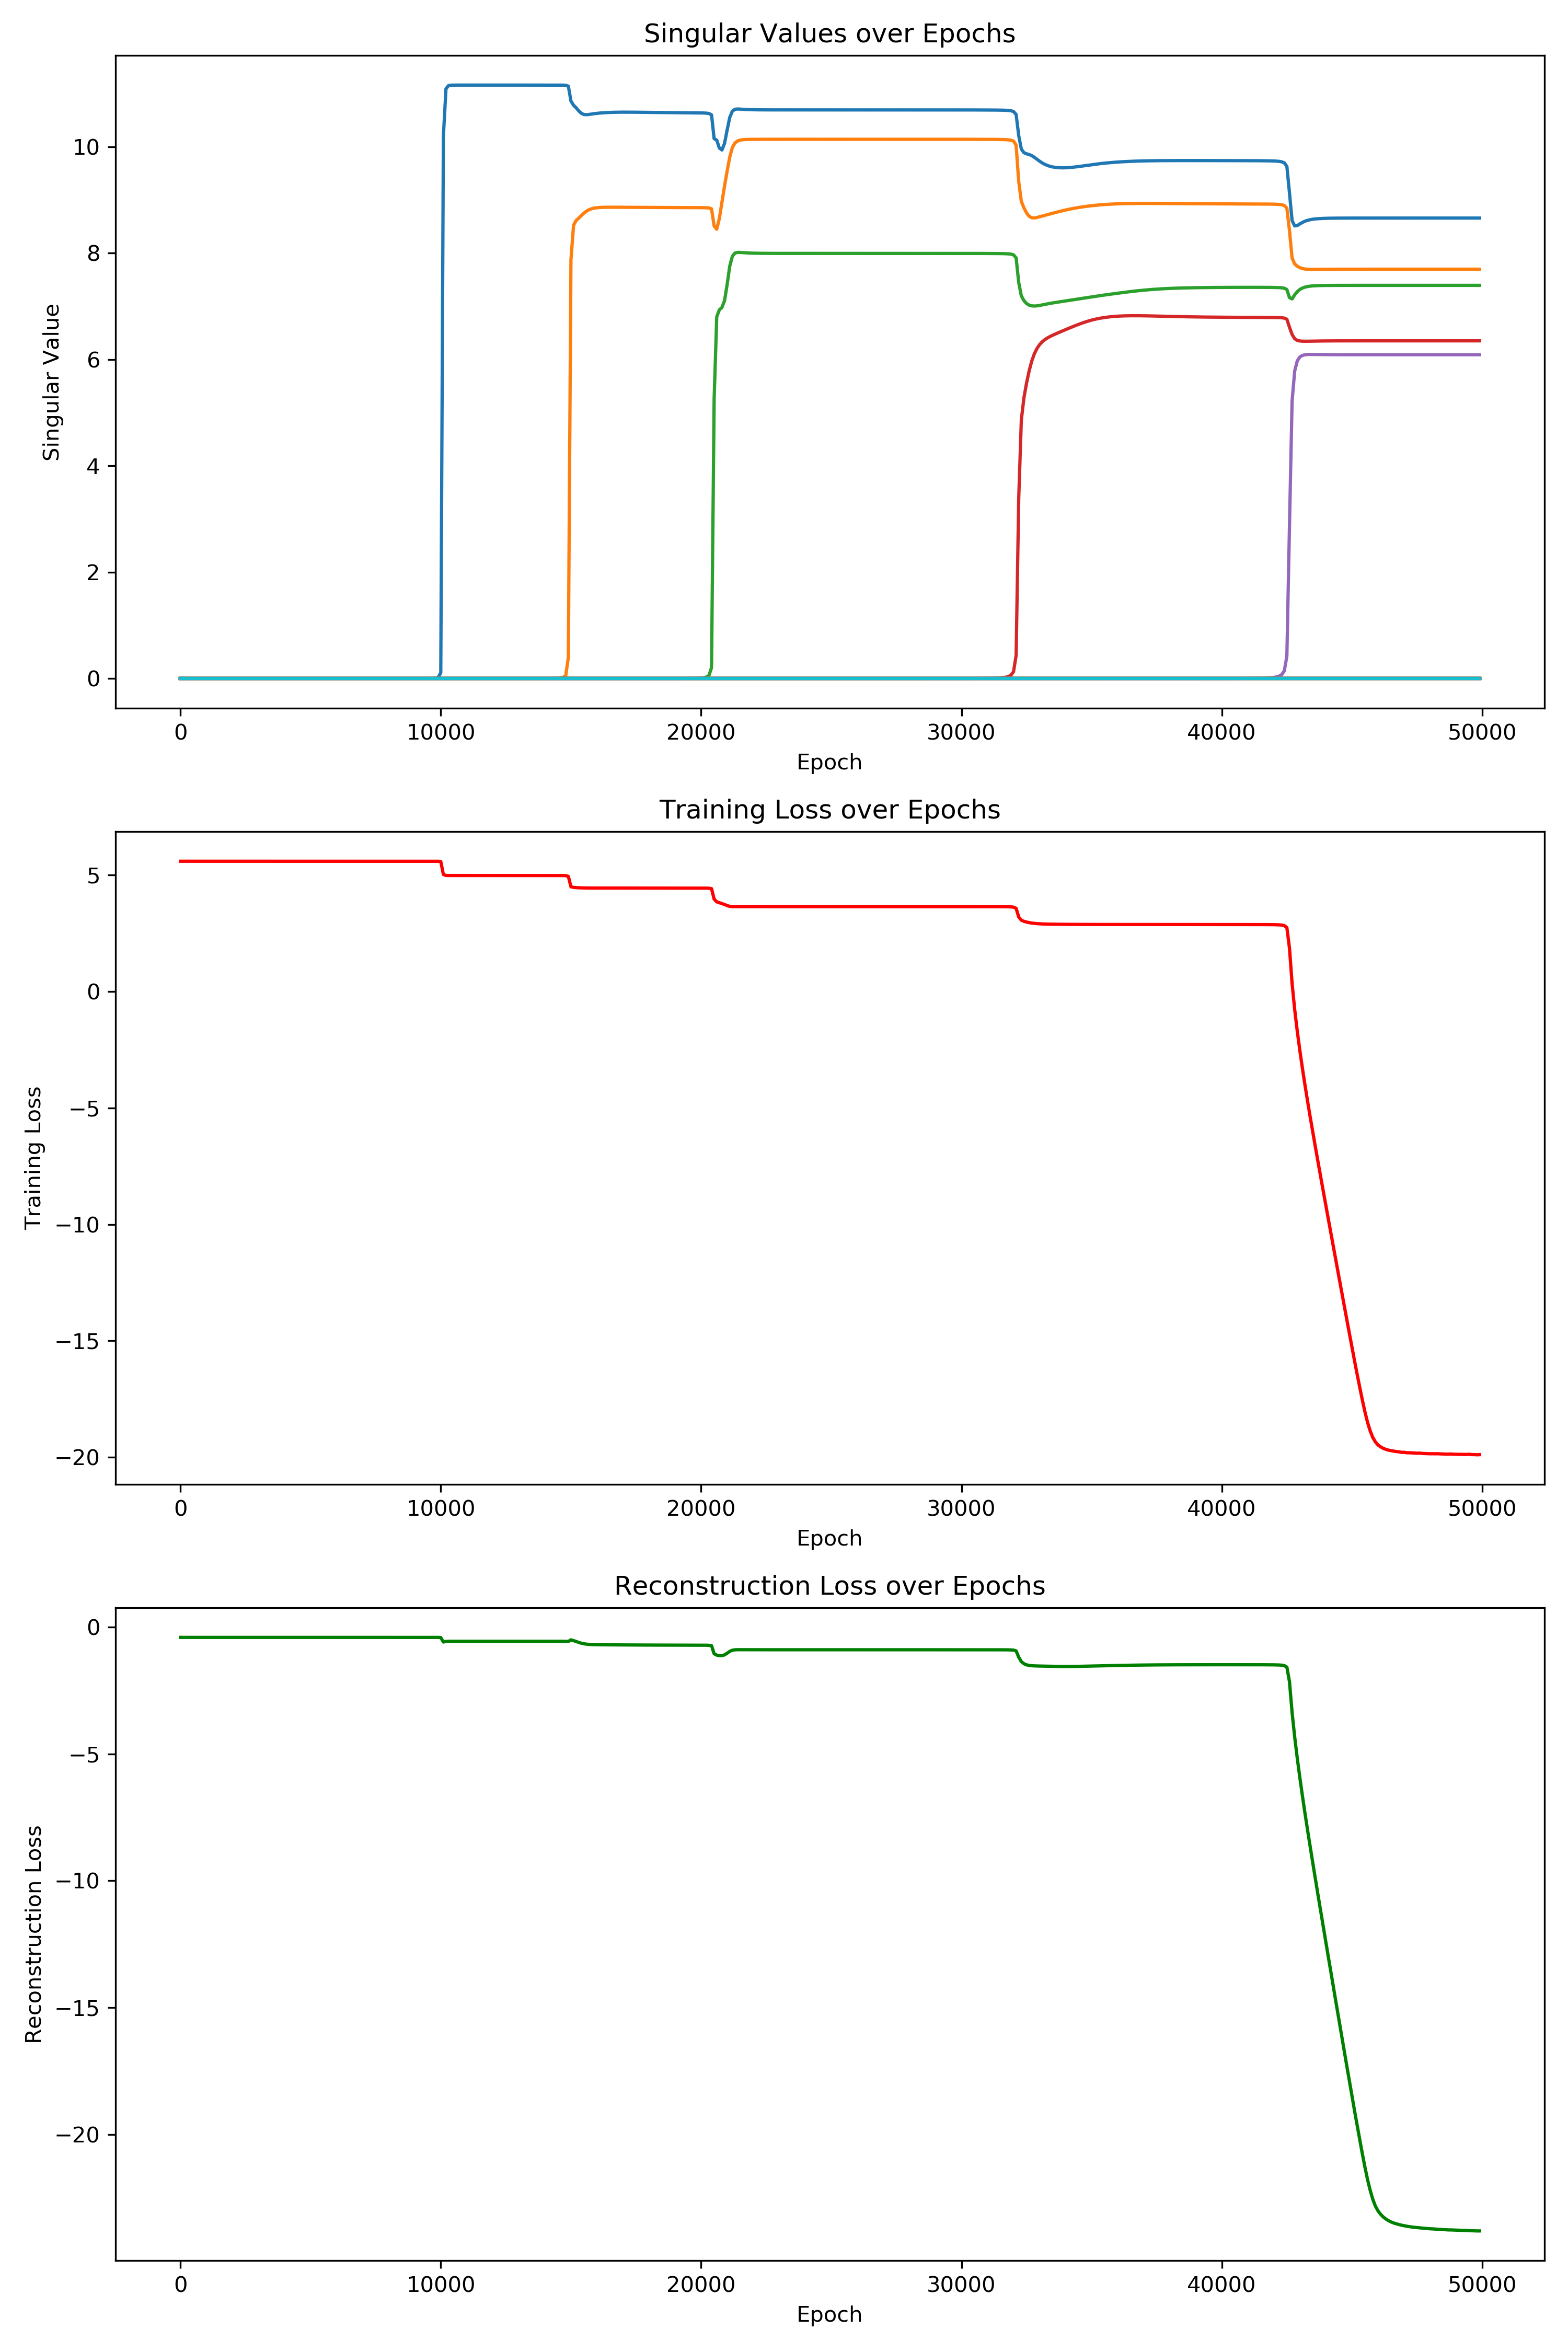 Singular Values over Epochs
Singular Value
10
8
6
4
2
0
0 10000 20000 30000 40000 50000
Epoch
Training Loss over Epochs
Training Loss
5
0
−5
−10
−15
−20
0 10000 20000 30000 40000 50000
Epoch
Reconstruction Loss over Epochs
Reconstruction Loss
0
−5
−10
−15
−20
0 10000 20000 30000 40000 50000
Epoch